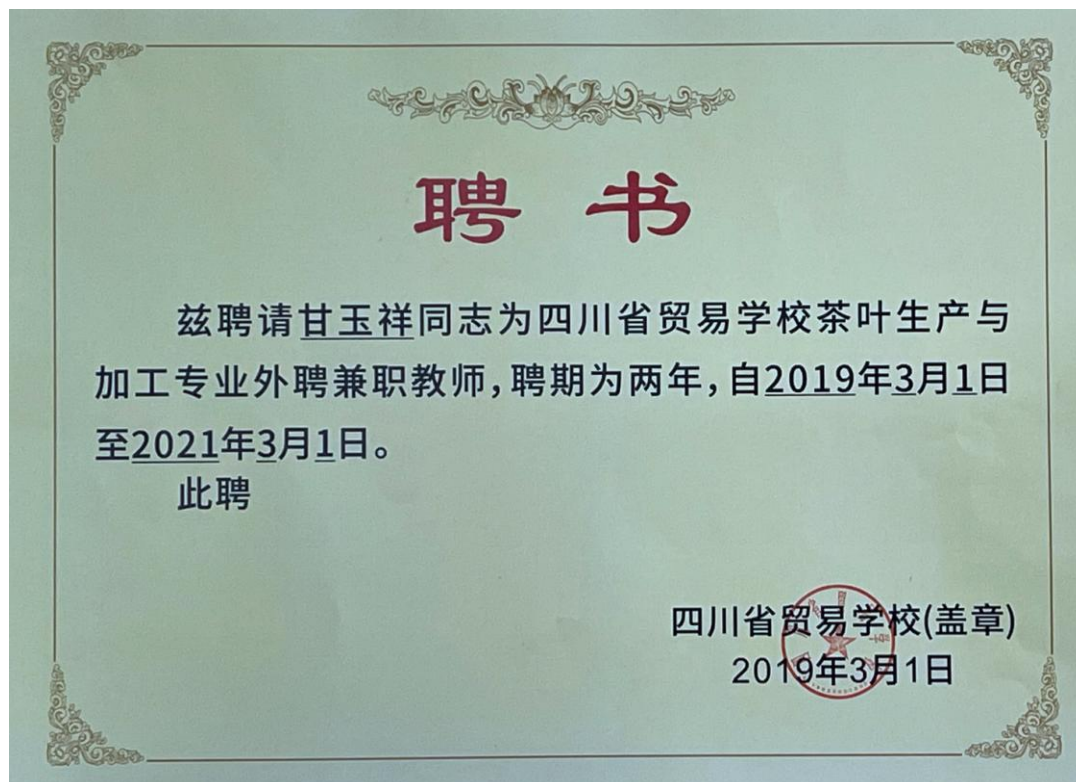 聘 书
兹聘请甘玉祥同志为四川省贸易学校茶叶生产与
加工专业外聘兼职教师,聘期为两年,自2019年3月1日
至2021年3月1日。
此聘
四川省贸易学校(盖章)
2019年3月1日